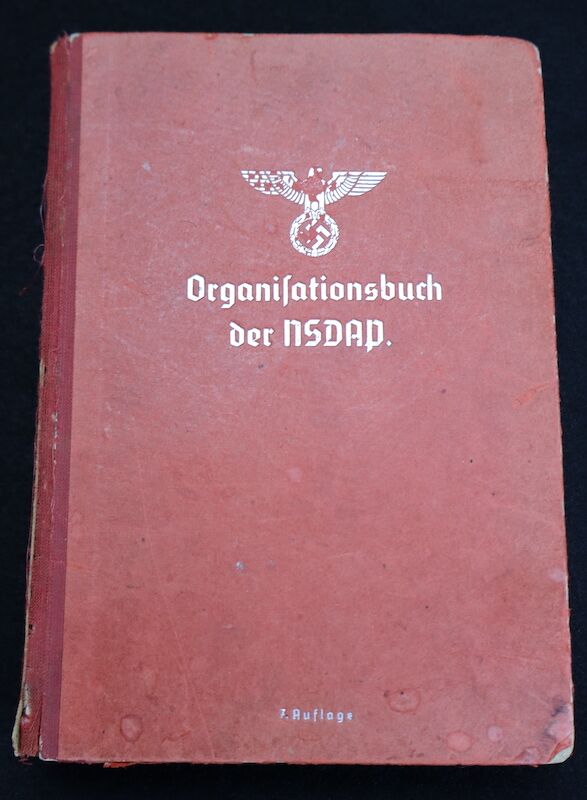 Organiſationsbuch
der NSDAP.
7. Auflage